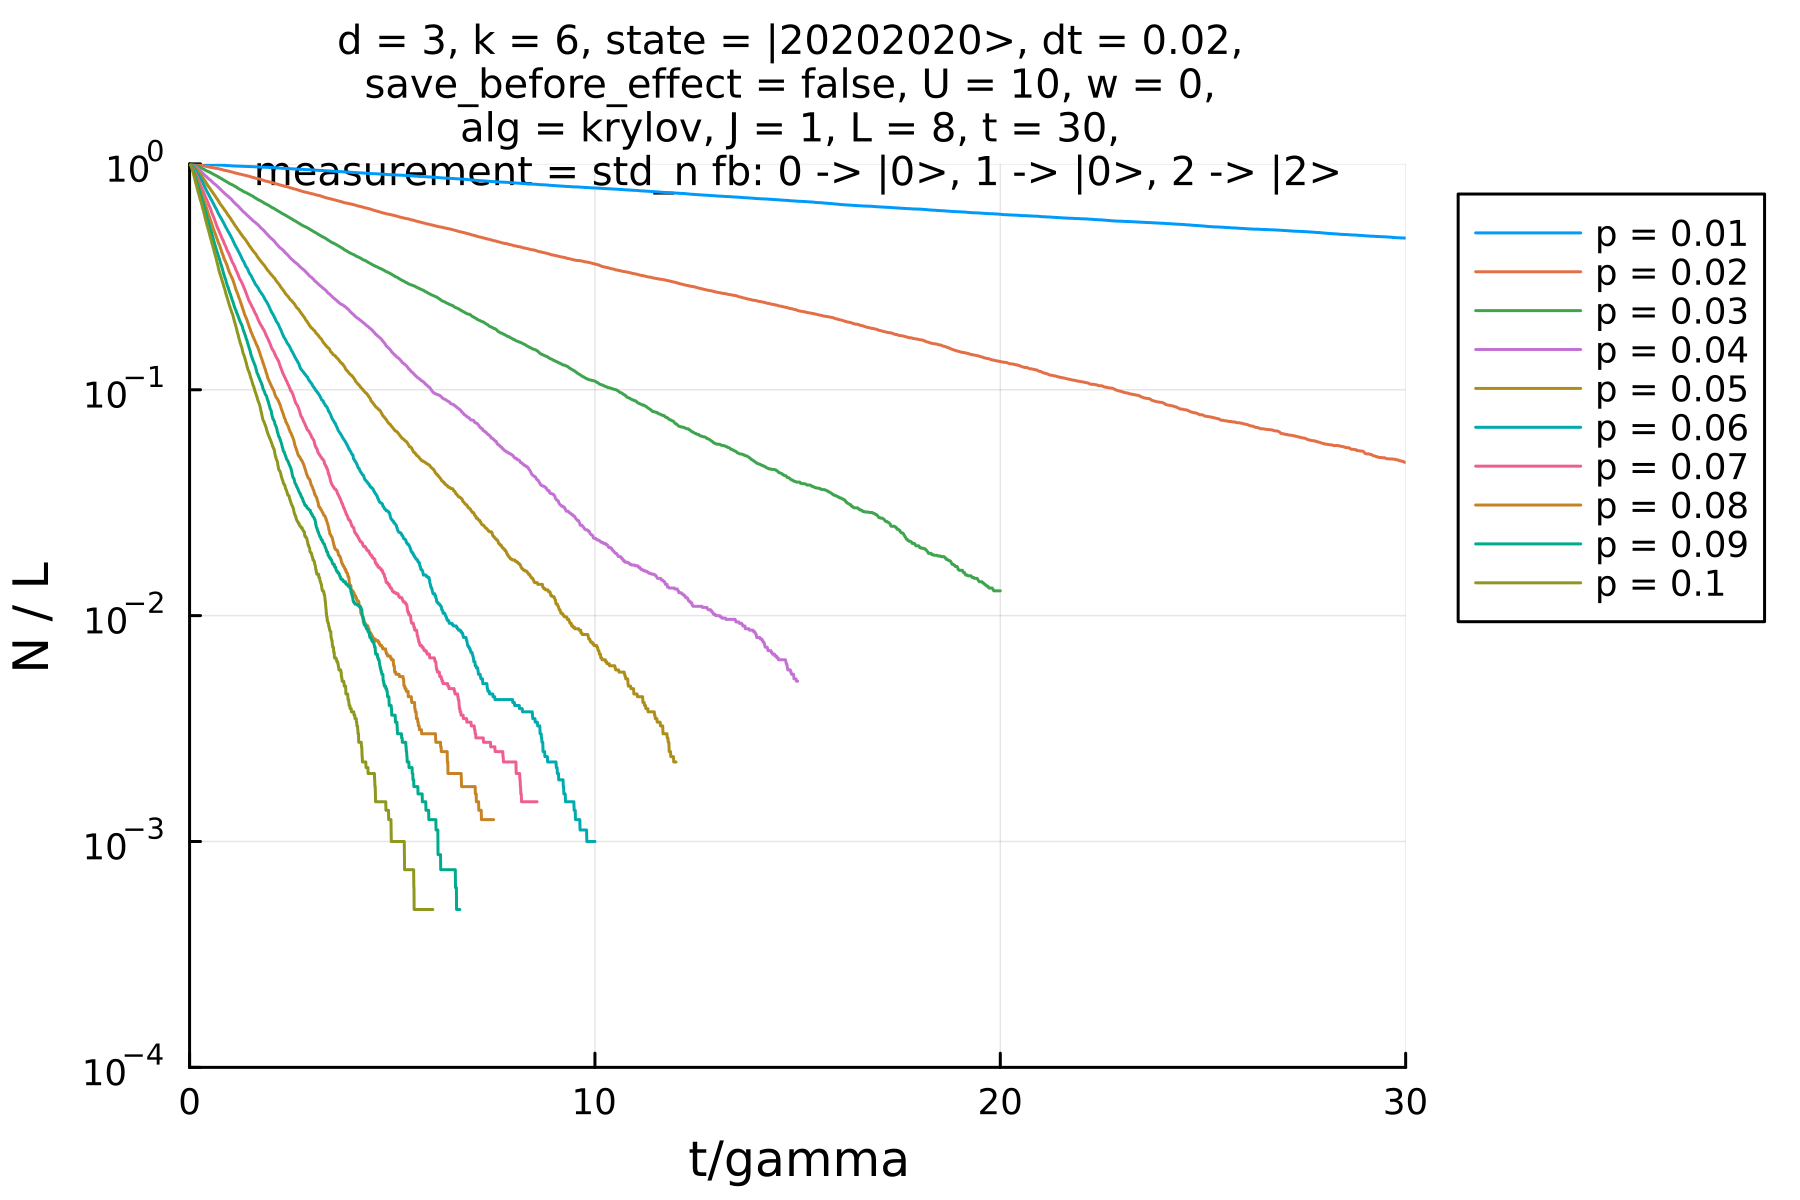 d = 3, k = 6, state = |20202020>, dt = 0.02,
save_before_effect = false, U = 10, w = 0,
alg = krylov, J = 1, L = 8, t = 30,
measurement = std_n fb: 0 -> |0>, 1 -> |0>, 2 -> |2>
10^0
10^−1
10^−2
10^−3
10^−4
N / L
0
10
20
30
t/gamma
p = 0.01
p = 0.02
p = 0.03
p = 0.04
p = 0.05
p = 0.06
p = 0.07
p = 0.08
p = 0.09
p = 0.1